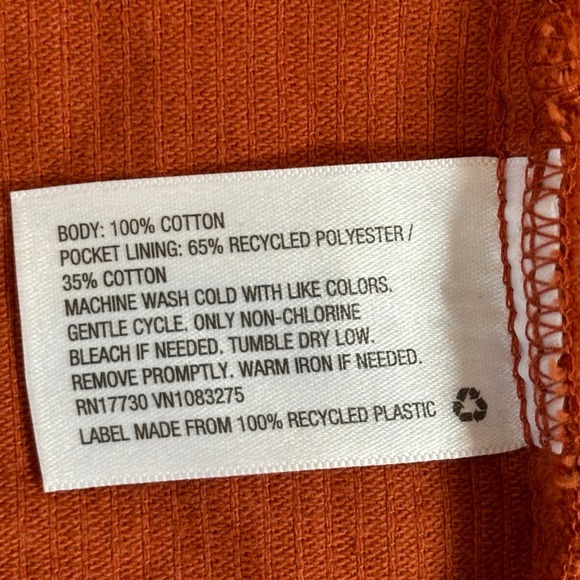 BODY: 100% COTTON
POCKET LINING: 65% RECYCLED POLYESTER /
35% COTTON
MACHINE WASH COLD WITH LIKE COLORS.
GENTLE CYCLE. ONLY NON-CHLORINE
BLEACH IF NEEDED. TUMBLE DRY LOW.
REMOVE PROMPTLY. WARM IRON IF NEEDED.
RN17730 VN1083275
LABEL MADE FROM 100% RECYCLED PLASTIC